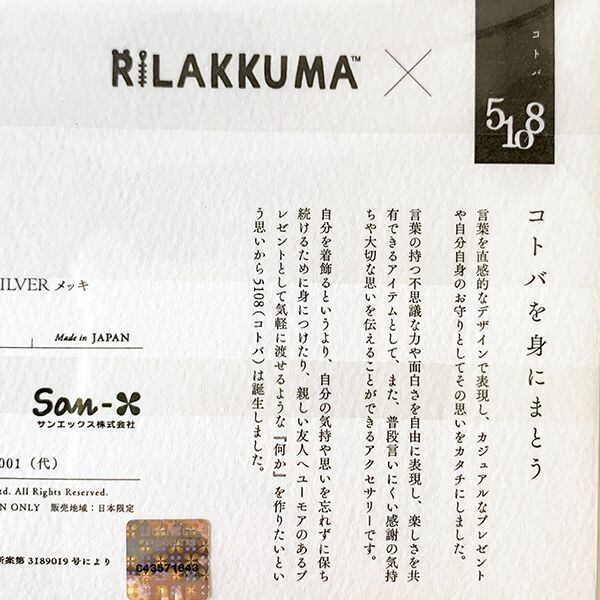 RILAKKUMA™ ×
コトバ
5108
コトバを身にまとう
言葉を直感的なデザインで表現し、カジュアルなプレゼント
や自分自身のお守りとしてその思いをカタチにしました。
言葉の持つ不思議な力や面白さを自由に表現し、楽しさを共
有できるアイテムとして、また、普段言いにくい感謝の気持
ちや大切な思いを伝えることができるアクセサリーです。
自分を着飾るというより、自分の気持や思いを忘れずに保ち
続けるために身につけたり、親しい友人へユーモアのあるプ
レゼントとして気軽に渡せるような『何か』を作りたいとい
う思いから5108(コトバ)は誕生しました。
ILVER メッキ
Made in JAPAN
San-X
サンエックス株式会社
001(代)
td. All Rights Reserved.
N ONLY 販売地域:日本限定
新案第 3189019 号により
C43571643